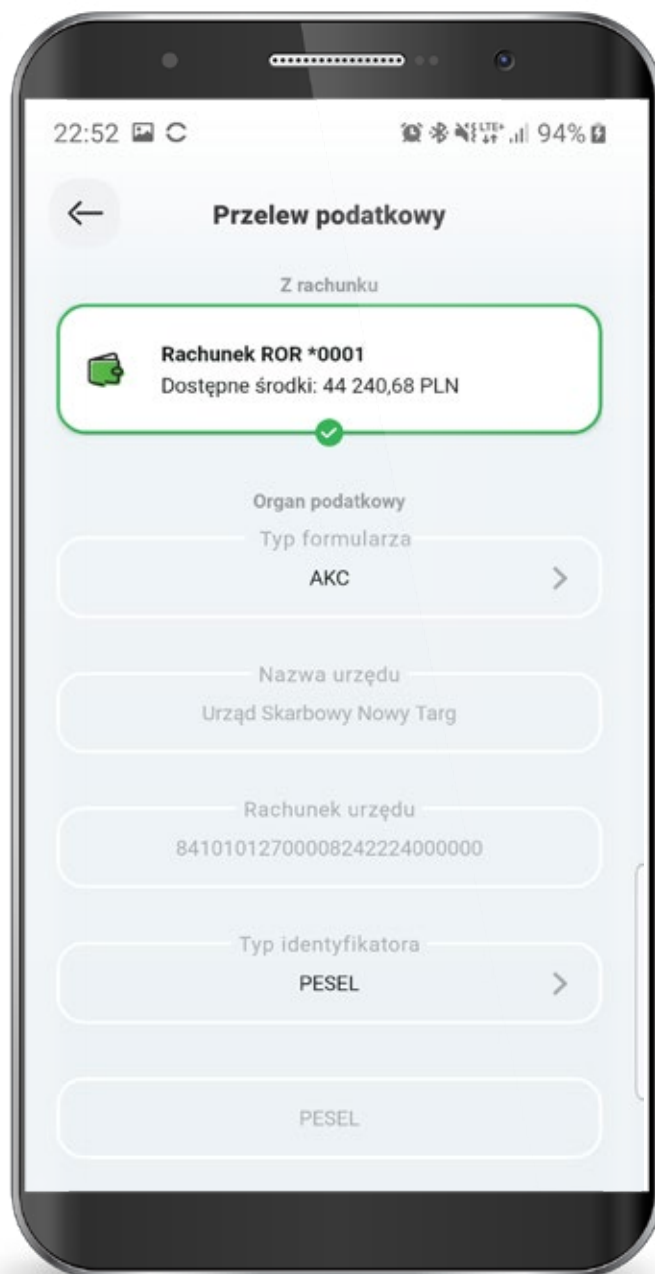 22:52
LTE+
94%
Przelew podatkowy
Z rachunku
Rachunek ROR *0001
Dostępne środki: 44 240,68 PLN
Organ podatkowy
Typ formularza
AKC
Nazwa urzędu
Urząd Skarbowy Nowy Targ
Rachunek urzędu
84101012700008242224000000
Typ identyfikatora
PESEL
PESEL